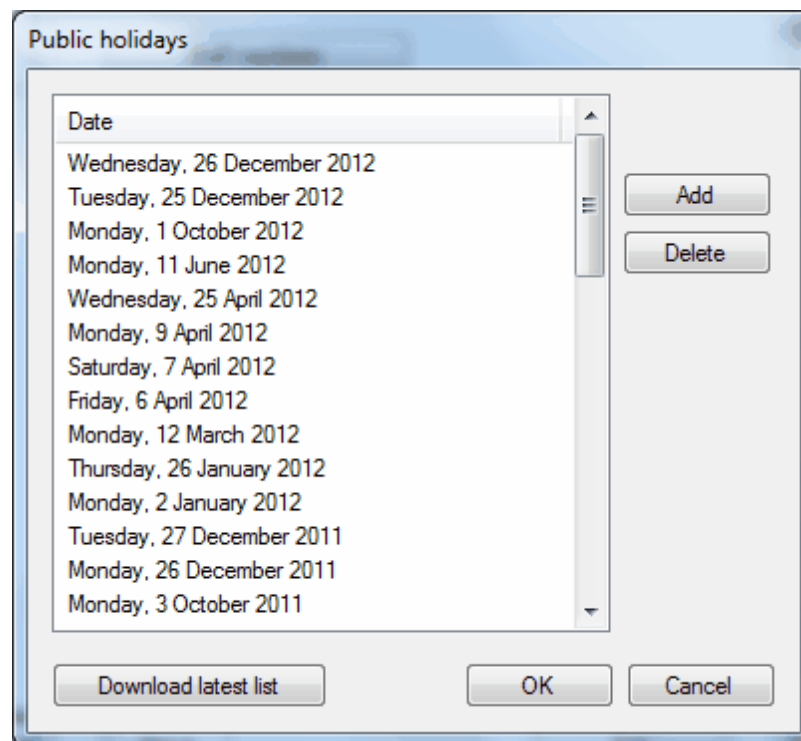 Public holidays
Date
Wednesday, 26 December 2012
Tuesday, 25 December 2012
Monday, 1 October 2012
Monday, 11 June 2012
Wednesday, 25 April 2012
Monday, 9 April 2012
Saturday, 7 April 2012
Friday, 6 April 2012
Monday, 12 March 2012
Thursday, 26 January 2012
Monday, 2 January 2012
Tuesday, 27 December 2011
Monday, 26 December 2011
Monday, 3 October 2011
Add
Delete
Download latest list
OK
Cancel